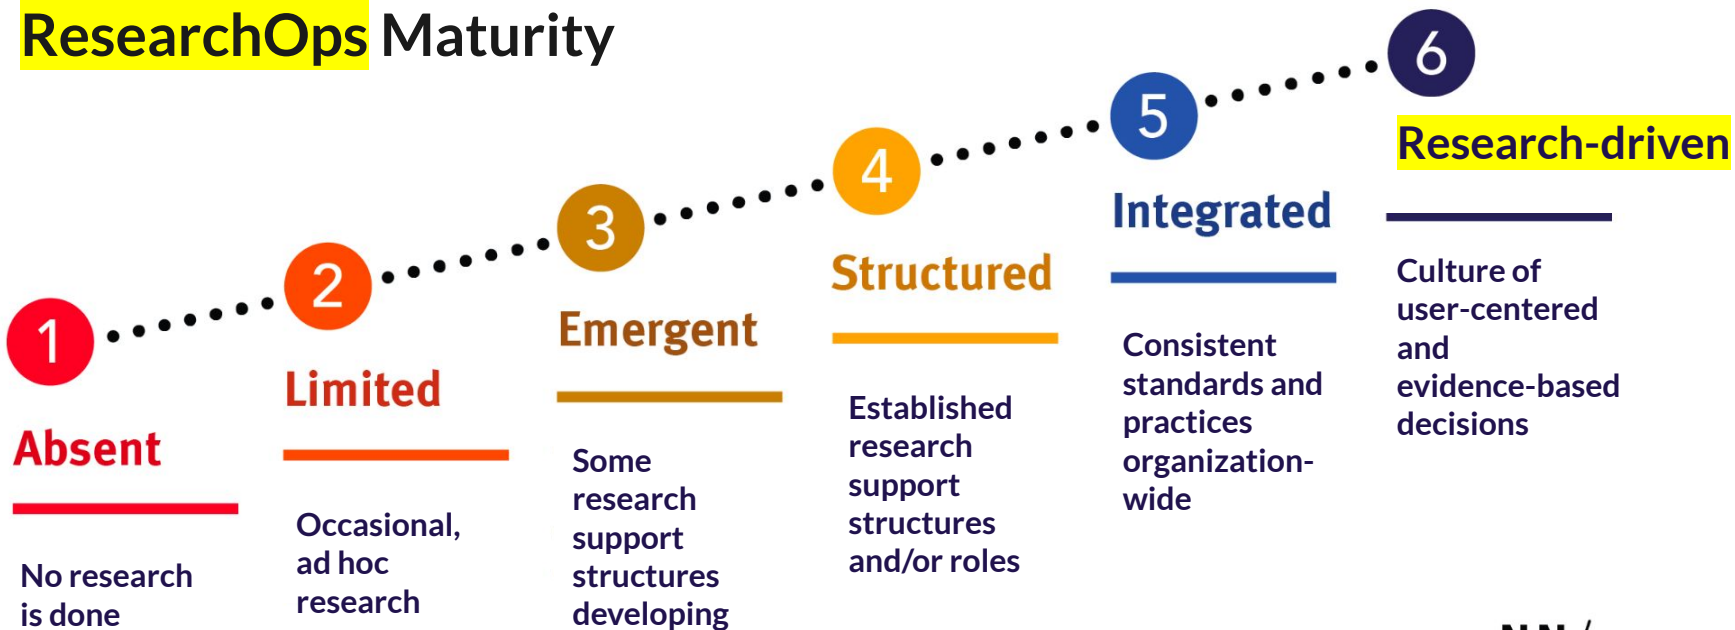 ResearchOps Maturity
1
Absent
No research
is done
2
Limited
Occasional,
ad hoc
research
3
Emergent
Some
research
support
structures
developing
4
Structured
Established
research
support
structures
and/or roles
5
Integrated
Consistent
standards and
practices
organization-
wide
6
Research-driven
Culture of
user-centered
and
evidence-based
decisions